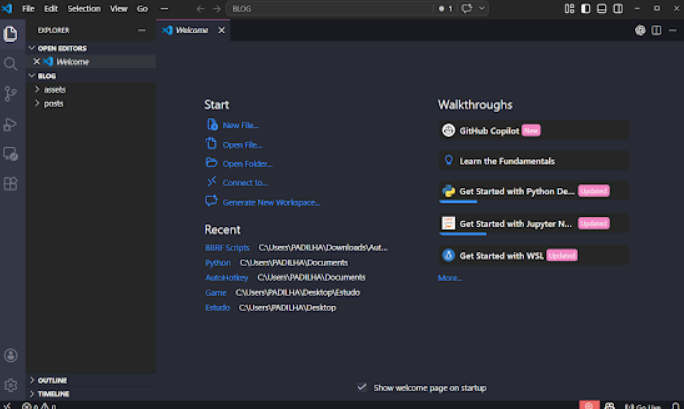 File Edit Selection View Go ... BLOG 1
EXPLORER ...
OPEN EDITORS
Welcome
BLOG
assets
posts
OUTLINE
TIMELINE
Welcome
Start
New File...
Open File...
Open Folder...
Connect to...
Generate New Workspace...
Recent
BBRF Scripts C:\Users\PADILHA\Downloads\Aut...
Python C:\Users\PADILHA\Documents
AutoHotkey C:\Users\PADILHA\Documents
Game C:\Users\PADILHA\Desktop\Estudo
Estudo C:\Users\PADILHA\Desktop
Walkthroughs
GitHub Copilot New
Learn the Fundamentals
Get Started with Python De... Updated
Get Started with Jupyter N... Updated
Get Started with WSL Updated
More...
Show welcome page on startup
0 0 Go Live